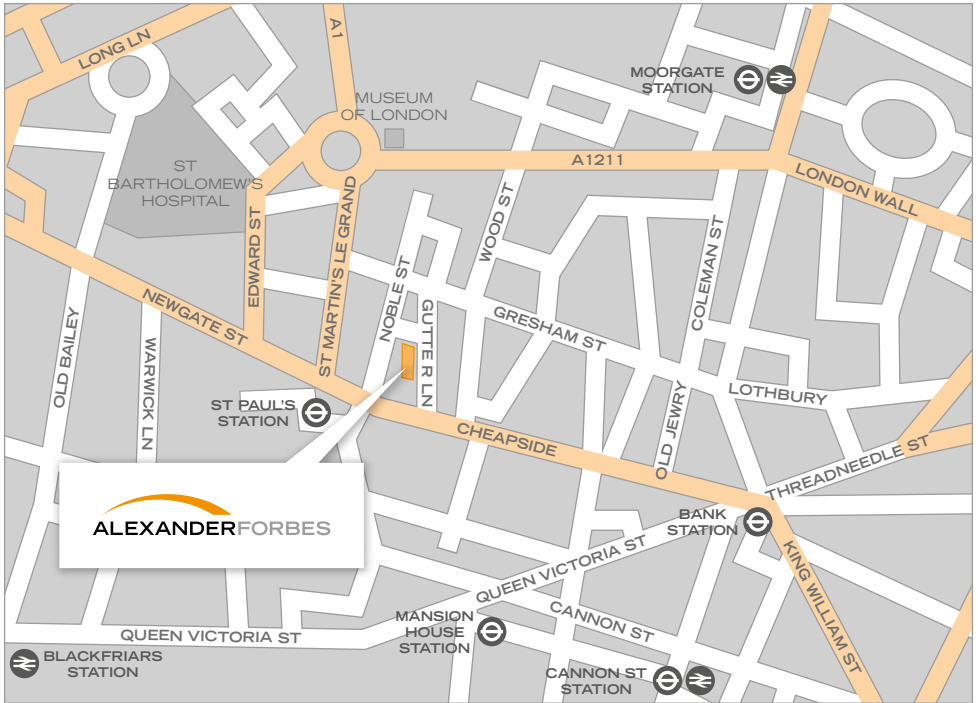 LONG LN
A1
MOORGATE
STATION
MUSEUM
OF LONDON
A1211
ST
BARTHOLOMEW'S
HOSPITAL
LONDON WALL
EDWARD ST
ST MARTIN'S LE GRAND
WOOD ST
COLEMAN ST
NOBLE ST
NEWGATE ST
OLD BAILEY
WARWICK LN
GUTTER LN
GRESHAM ST
LOTHBURY
ST PAUL'S
STATION
CHEAPSIDE
OLD JEWRY
THREADNEEDLE ST
ALEXANDERFORBES
BANK
STATION
QUEEN VICTORIA ST
KING WILLIAM ST
CANNON ST
MANSION
HOUSE
STATION
QUEEN VICTORIA ST
BLACKFRIARS
STATION
CANNON ST
STATION